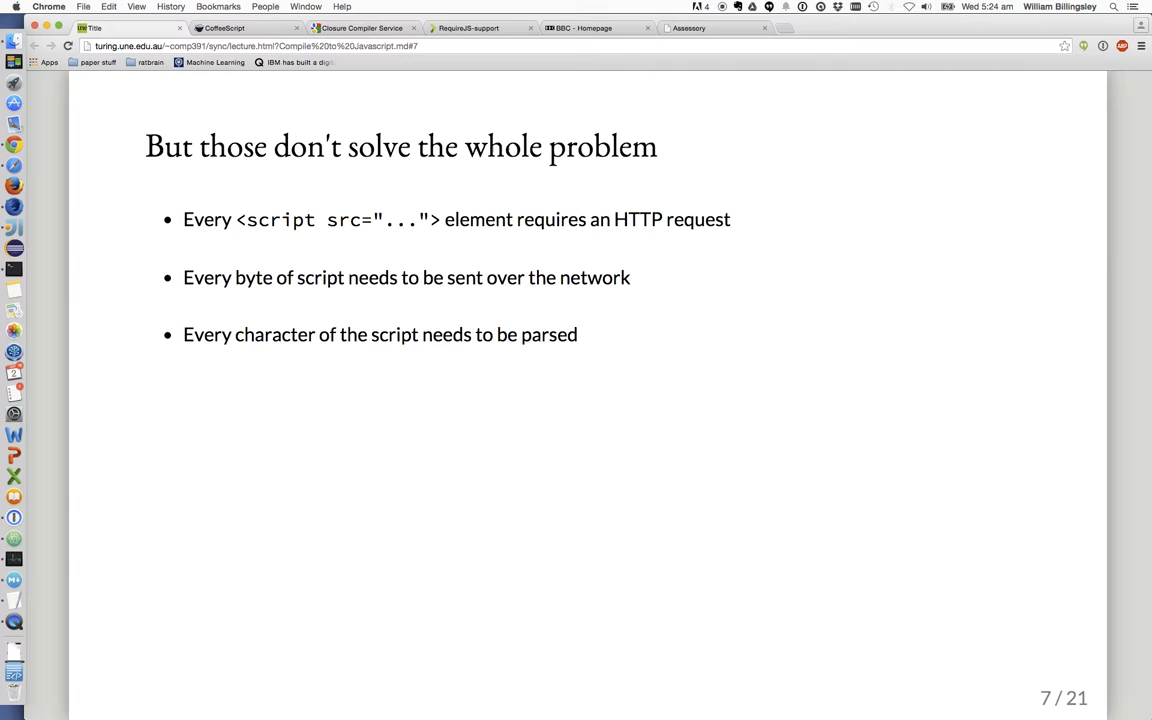 Chrome File Edit View History Bookmarks People Window Help 4 Wed 5:24 am William Billingsley
une Title CoffeeScript Closure Compiler Service RequireJS-support BBC - Homepage Assessory
turing.une.edu.au/~comp391/sync/lecture.html?Compile%20to%20Javascript.md#7 ABP
Apps paper stuff ratbrain Machine Learning IBM has built a digi
But those don't solve the whole problem
• Every <script src="..."> element requires an HTTP request
• Every byte of script needs to be sent over the network
• Every character of the script needs to be parsed
7 / 21